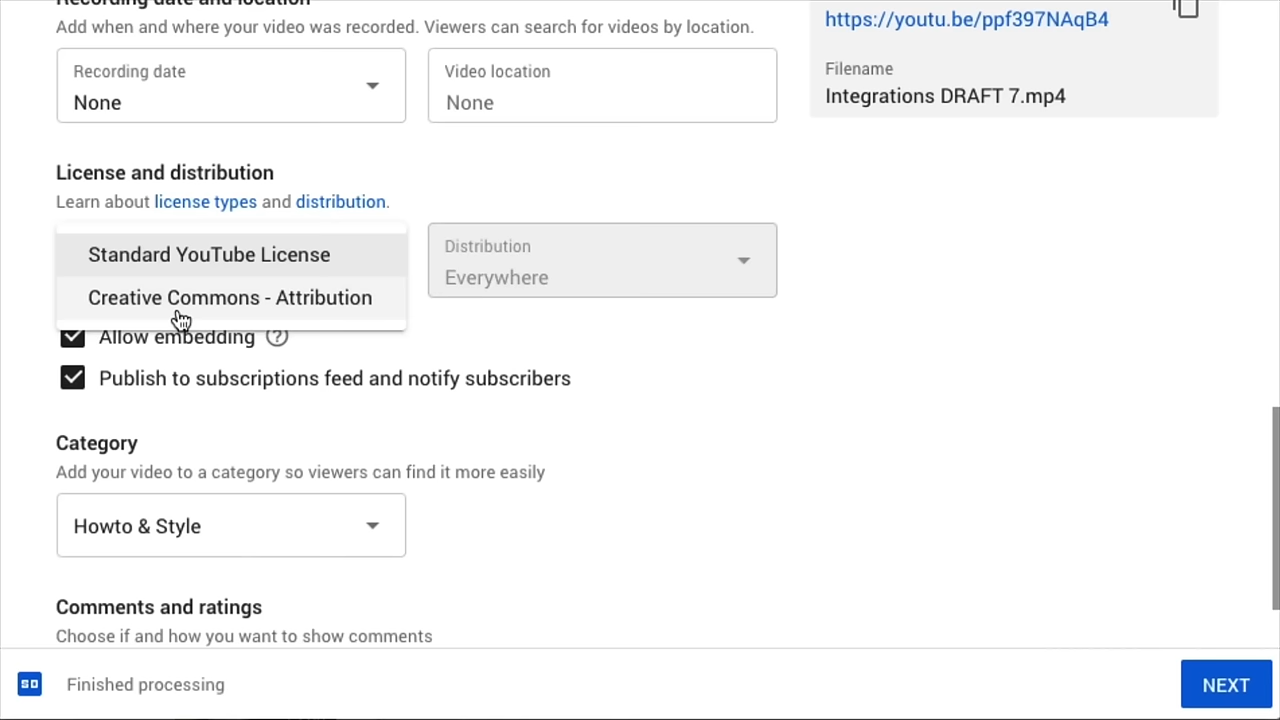 Recording date and location
Add when and where your video was recorded. Viewers can search for videos by location.
Recording date
None
Video location
None
https://youtu.be/ppf397NAqB4
Filename
Integrations DRAFT 7.mp4
License and distribution
Learn about license types and distribution.
Standard YouTube License
Creative Commons - Attribution
Distribution
Everywhere
Allow embedding ?
Publish to subscriptions feed and notify subscribers
Category
Add your video to a category so viewers can find it more easily
Howto & Style
Comments and ratings
Choose if and how you want to show comments
SD Finished processing
NEXT